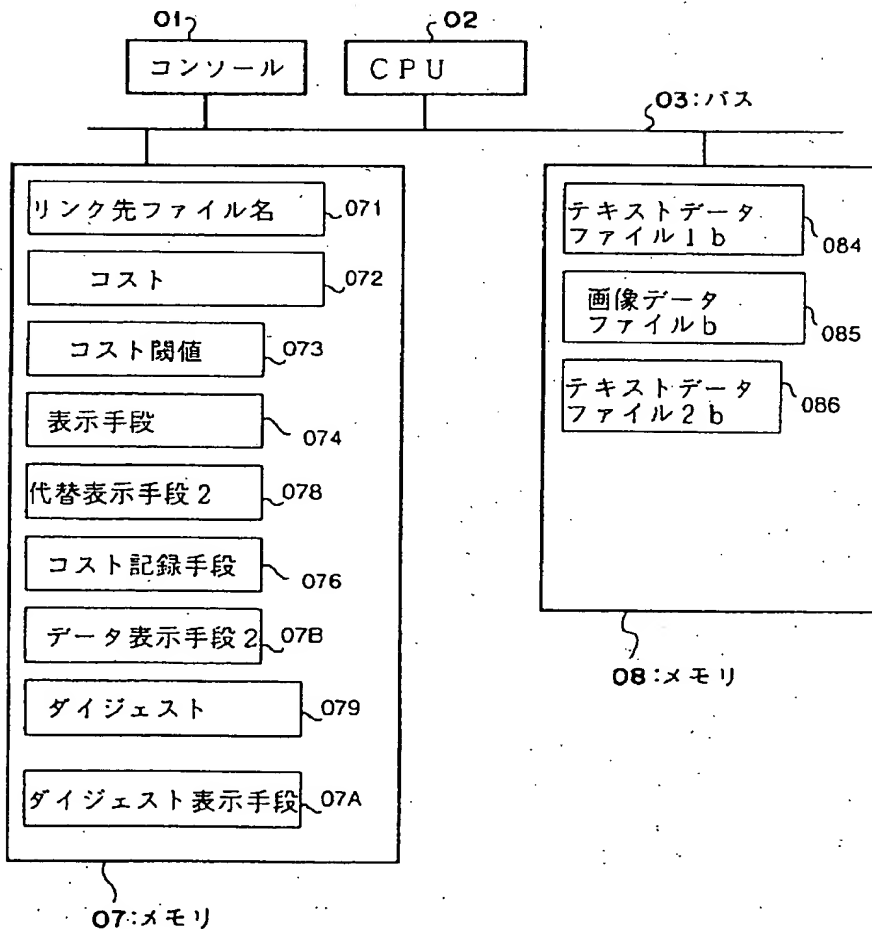 01
コンソール
02
CPU
03:バス
リンク先ファイル名
071
コスト
072
コスト閾値
073
表示手段
074
代替表示手段2
078
コスト記録手段
076
データ表示手段2
07B
ダイジェスト
079
ダイジェスト表示手段
07A
07:メモリ
テキストデータ
ファイル1b
084
画像データ
ファイルb
085
テキストデータ
ファイル2b
086
08:メモリ